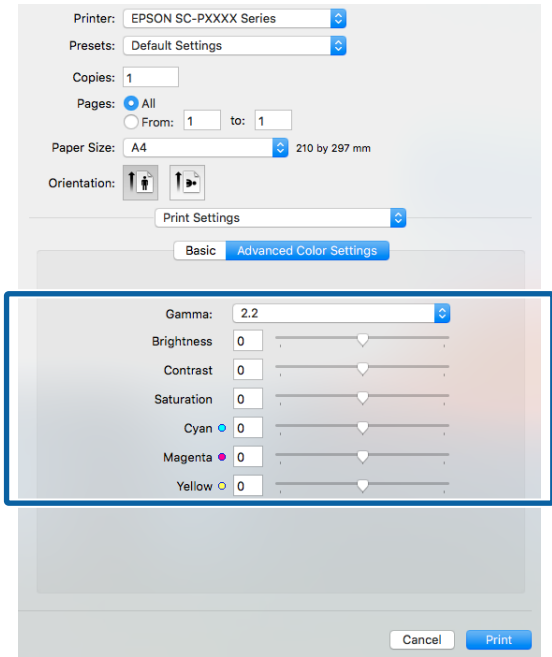 Printer: EPSON SC-PXXXX Series
Presets: Default Settings
Copies: 1
Pages: All
From: 1 to: 1
Paper Size: A4 210 by 297 mm
Orientation:
Print Settings
Basic Advanced Color Settings
Gamma: 2.2
Brightness 0
Contrast 0
Saturation 0
Cyan 0
Magenta 0
Yellow 0
Cancel Print